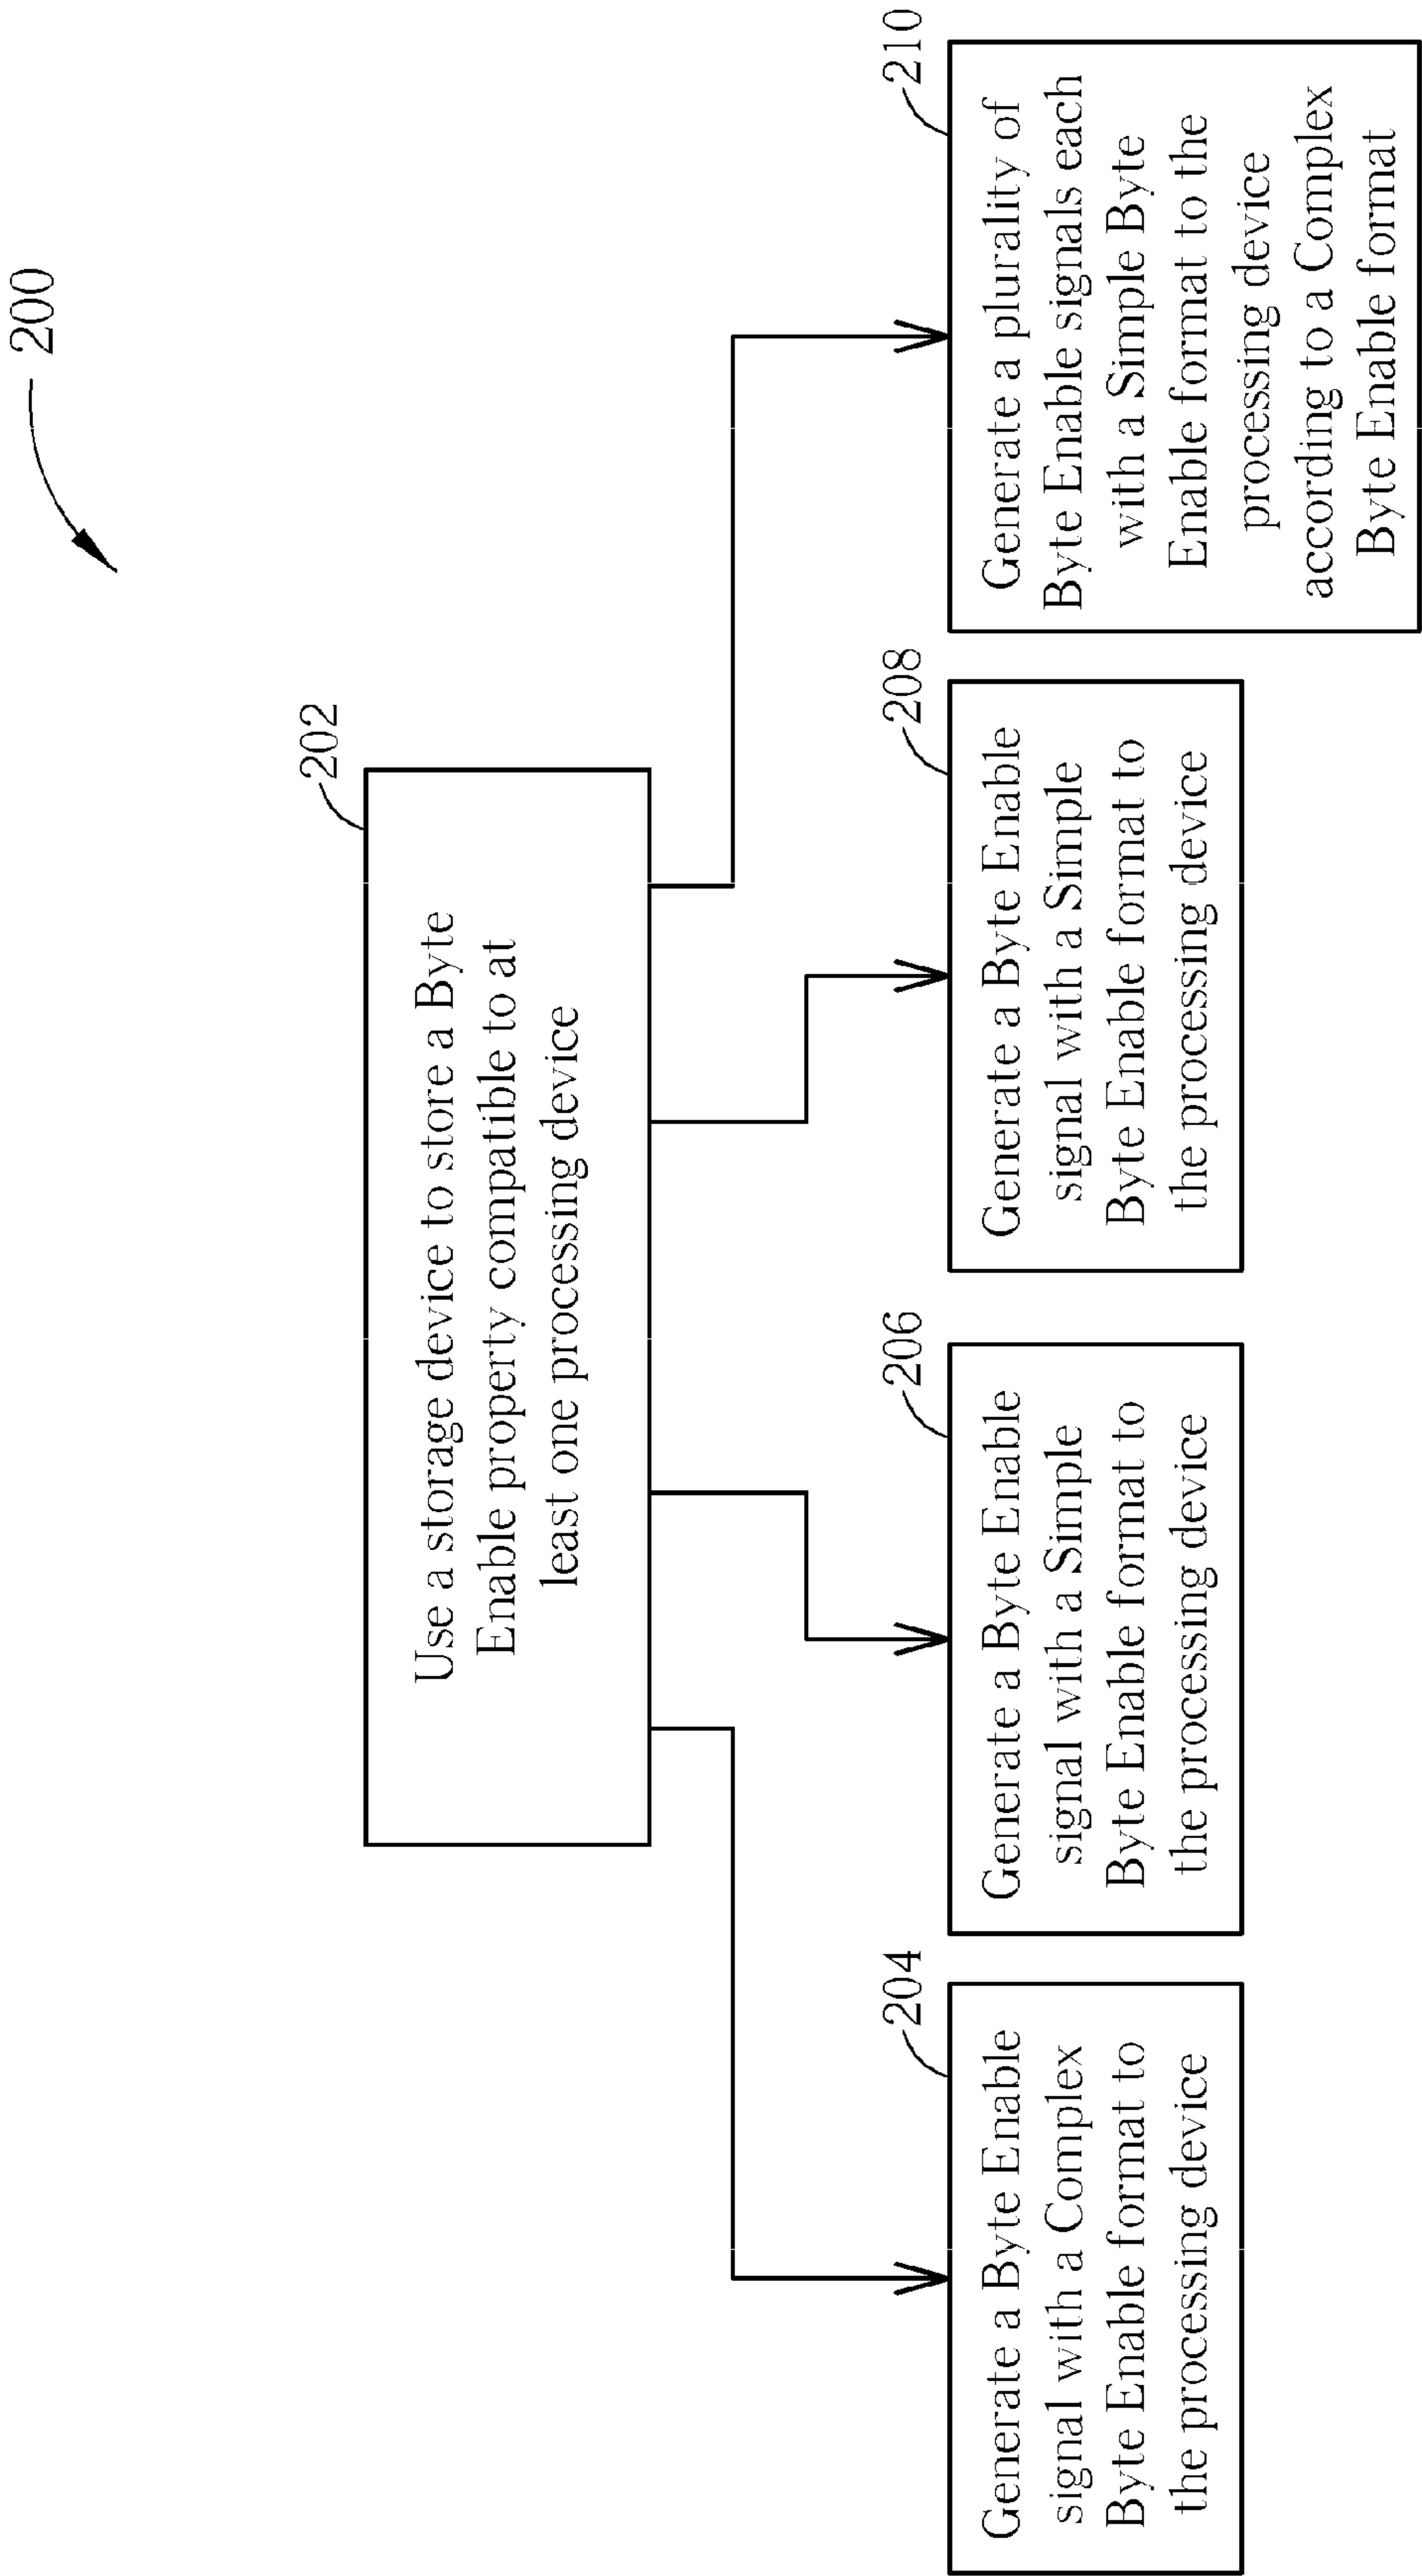 200
202
Use a storage device to store a Byte
Enable property compatible to at
least one processing device
204
Generate a Byte Enable
signal with a Complex
Byte Enable format to
the processing device
206
Generate a Byte Enable
signal with a Simple
Byte Enable format to
the processing device
208
Generate a Byte Enable
signal with a Simple
Byte Enable format to
the processing device
210
Generate a plurality of
Byte Enable signals each
with a Simple Byte
Enable format to the
processing device
according to a Complex
Byte Enable format